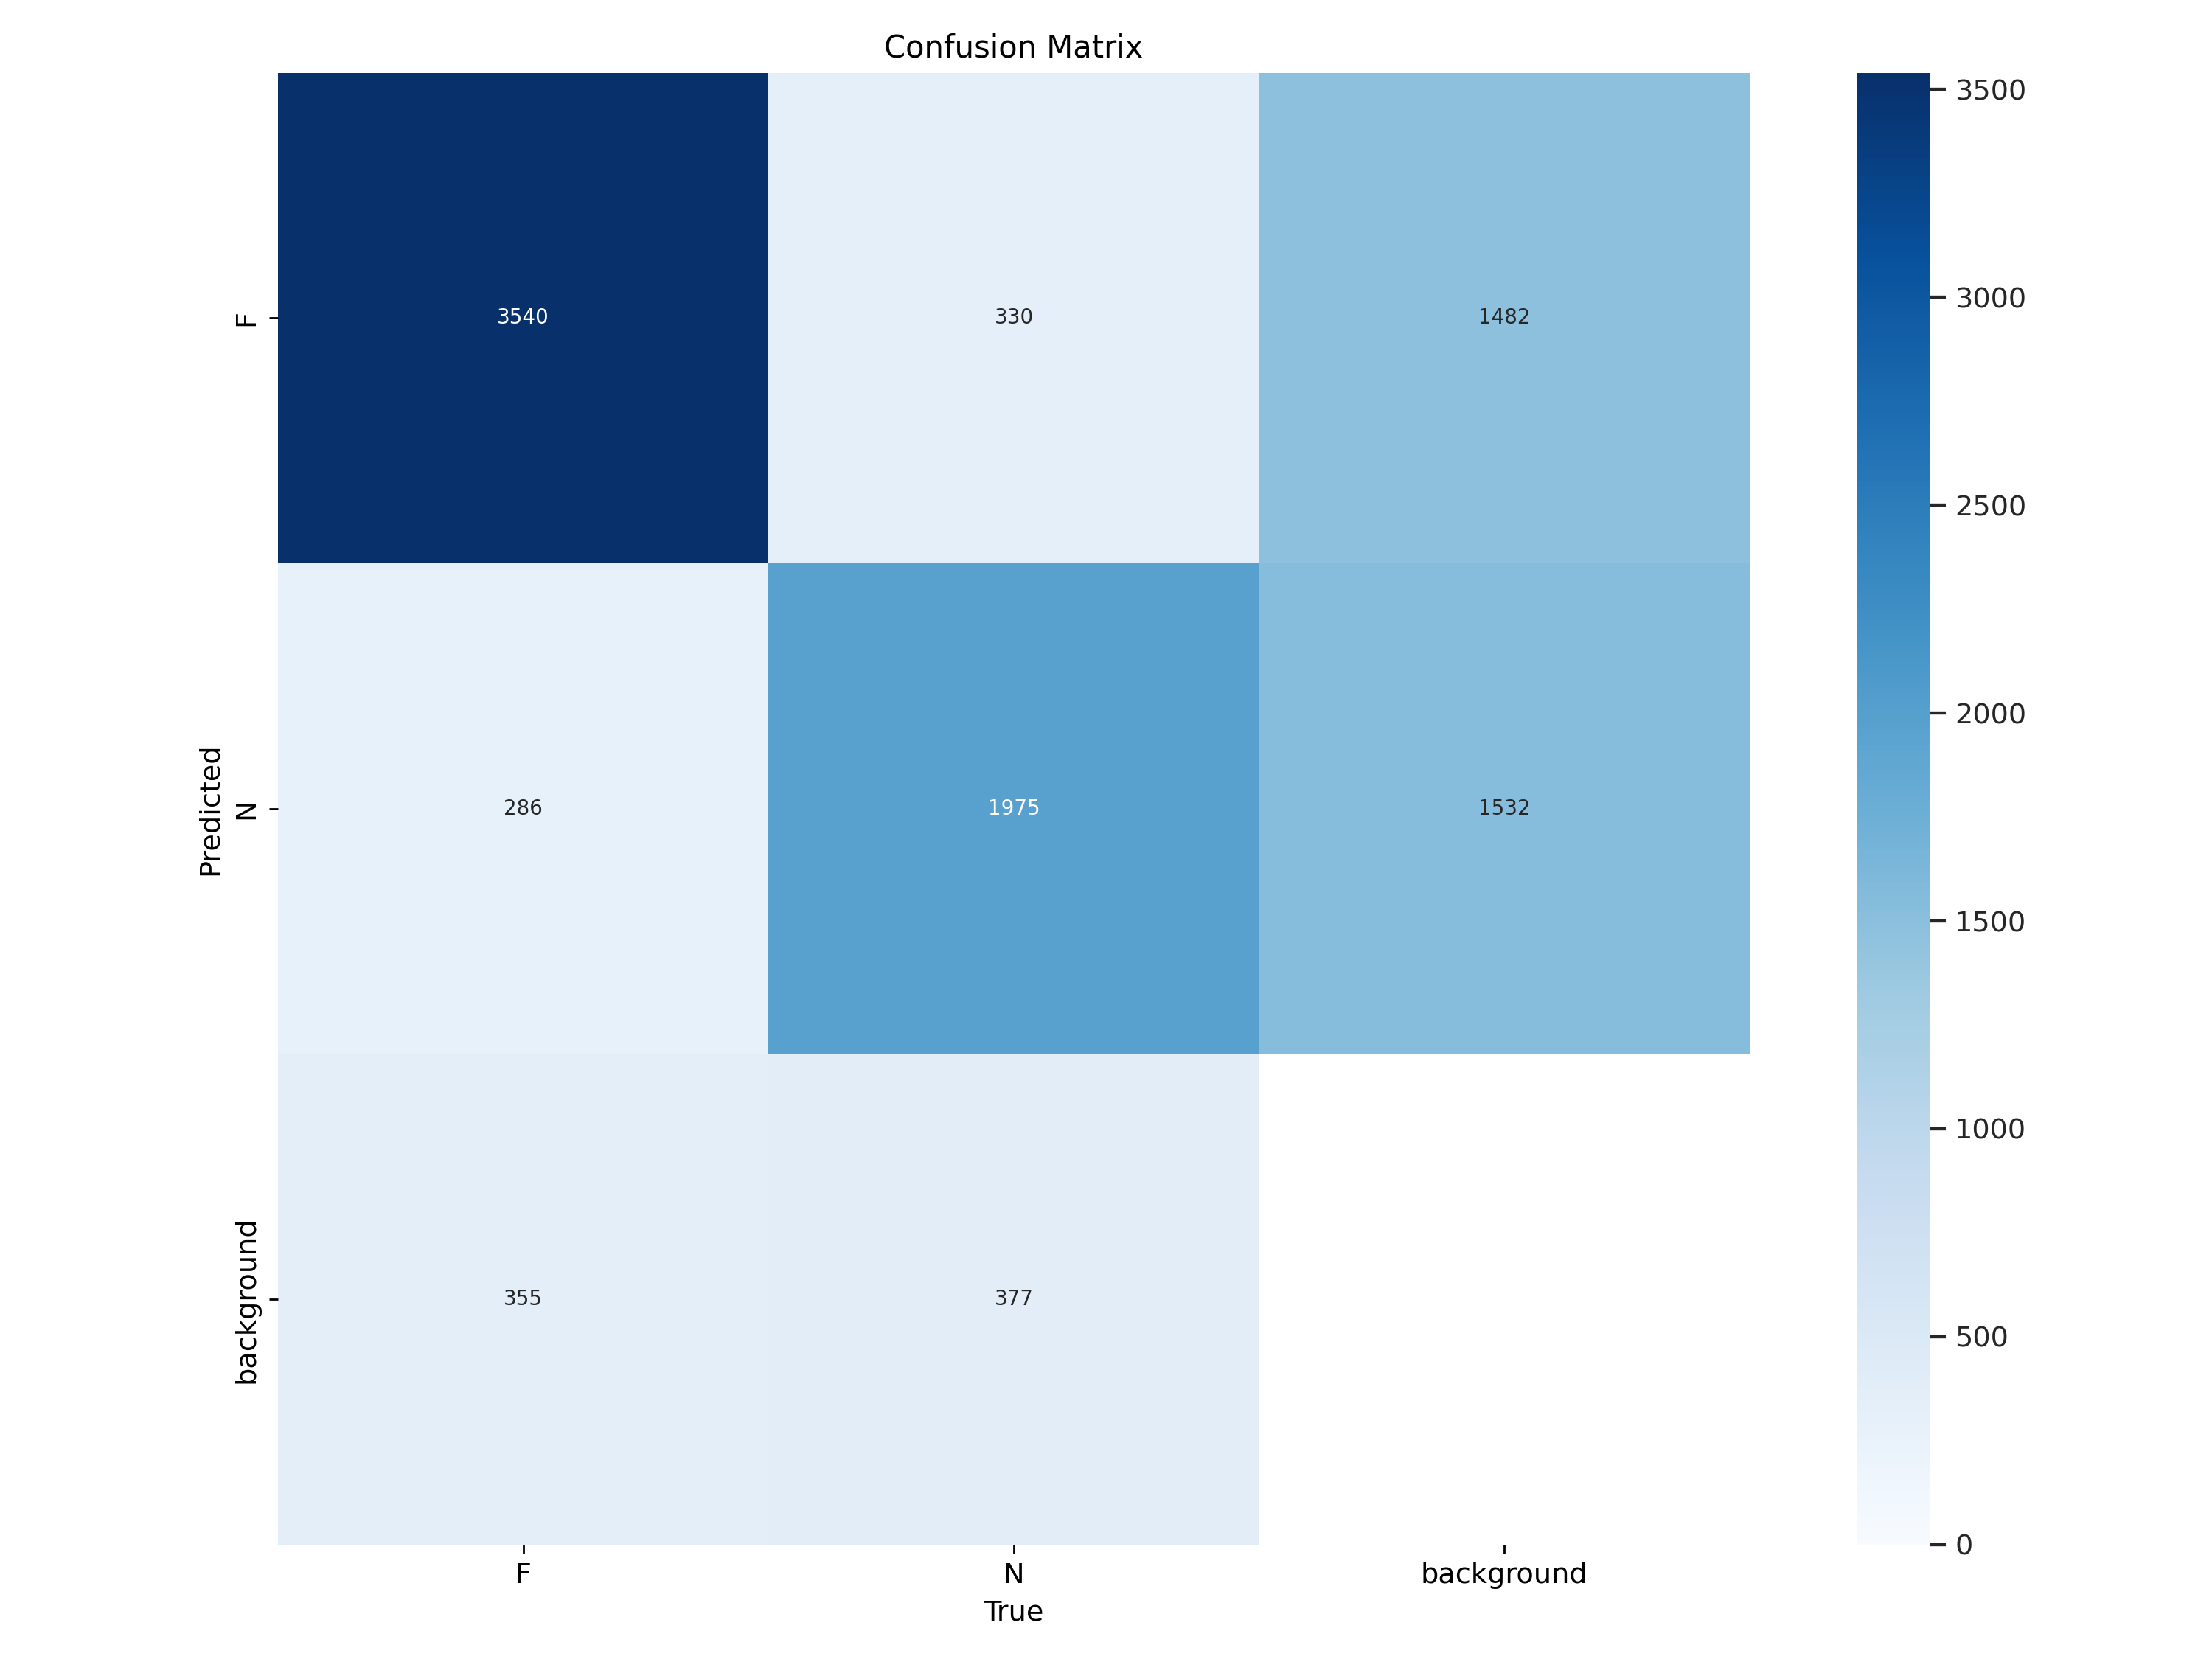 Confusion Matrix
3540 330 1482
286 1975 1532
355 377
F
N
background
Predicted
F N background
True
3500
3000
2500
2000
1500
1000
500
0